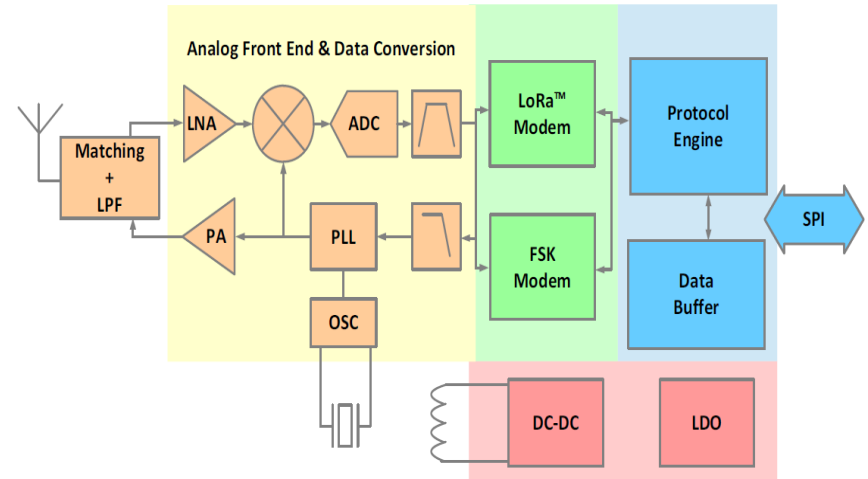 Analog Front End & Data Conversion
LNA
ADC
LoRa™
Modem
Protocol
Engine
Matching
+
LPF
PA
PLL
FSK
Modem
SPI
Data
Buffer
OSC
DC-DC
LDO